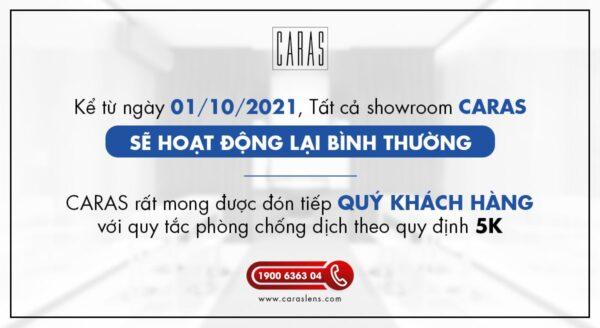 CARAS
Kể từ ngày 01/10/2021, Tất cả showroom CARAS
SẼ HOẠT ĐỘNG LẠI BÌNH THƯỜNG
CARAS rất mong được đón tiếp QUÝ KHÁCH HÀNG
với quy tắc phòng chống dịch theo quy định 5K
1900 6363 04
www.caraslens.com